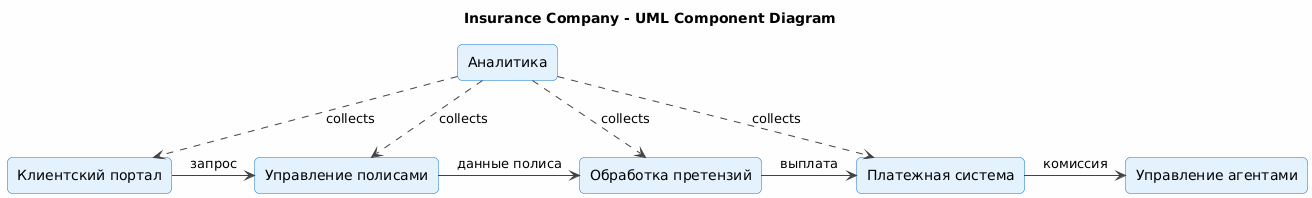 Insurance Company - UML Component Diagram
Аналитика
collects
collects
collects
collects
Клиентский портал
запрос
Управление полисами
данные полиса
Обработка претензий
выплата
Платежная система
комиссия
Управление агентами